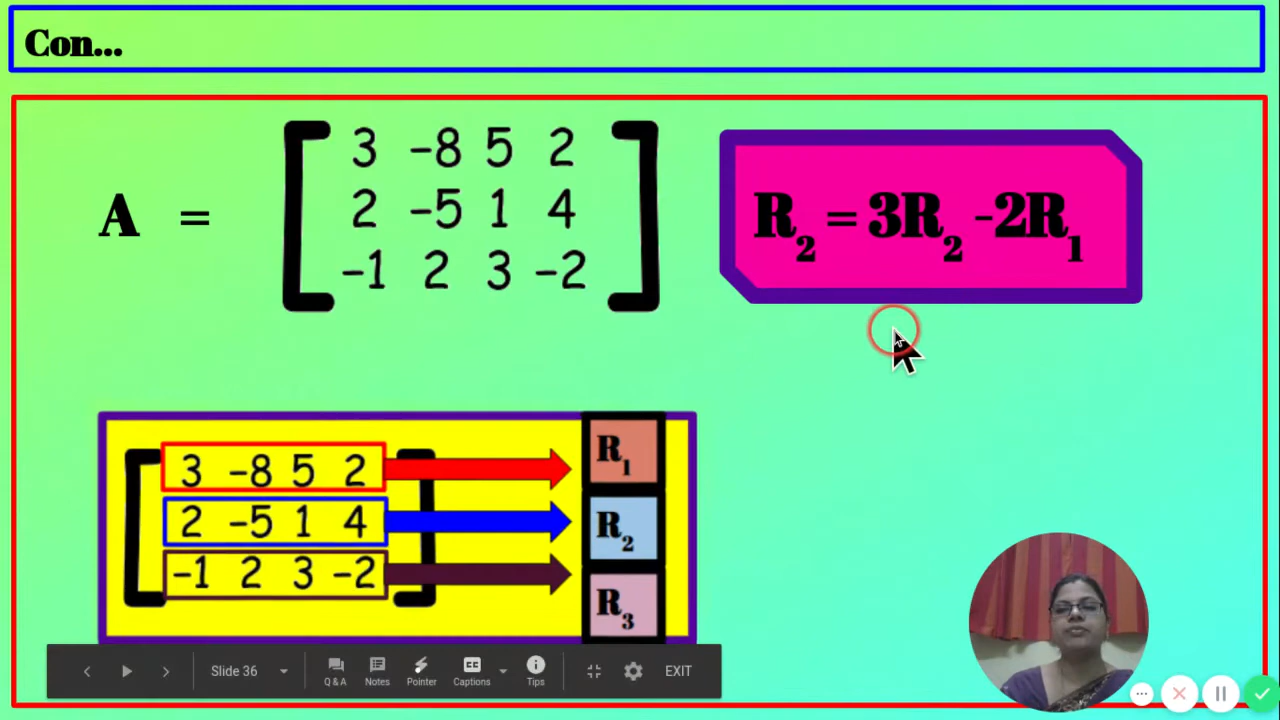 Con...
A = [ 3 -8 5 2
2 -5 1 4
-1 2 3 -2 ]
R₂ = 3R₂ -2R₁
3 -8 5 2 R₁
2 -5 1 4 R₂
-1 2 3 -2 R₃
Slide 36 Q & A Notes Pointer Captions Tips EXIT